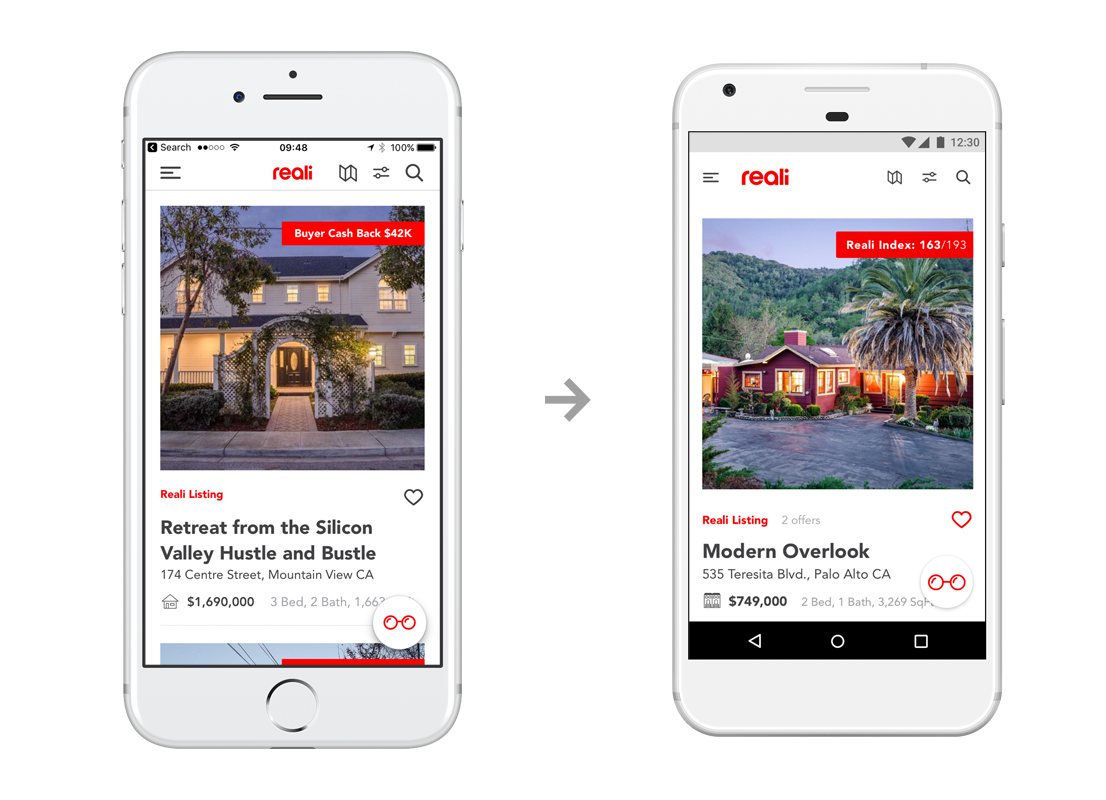 Search 09:48 100%
reali
Buyer Cash Back $42K
Reali Listing
Retreat from the Silicon
Valley Hustle and Bustle
174 Centre Street, Mountain View CA
$1,690,000 3 Bed, 2 Bath, 1,66
12:30
reali
Reali Index: 163/193
Reali Listing 2 offers
Modern Overlook
535 Teresita Blvd., Palo Alto CA
$749,000 2 Bed, 1 Bath, 3,269 SqF